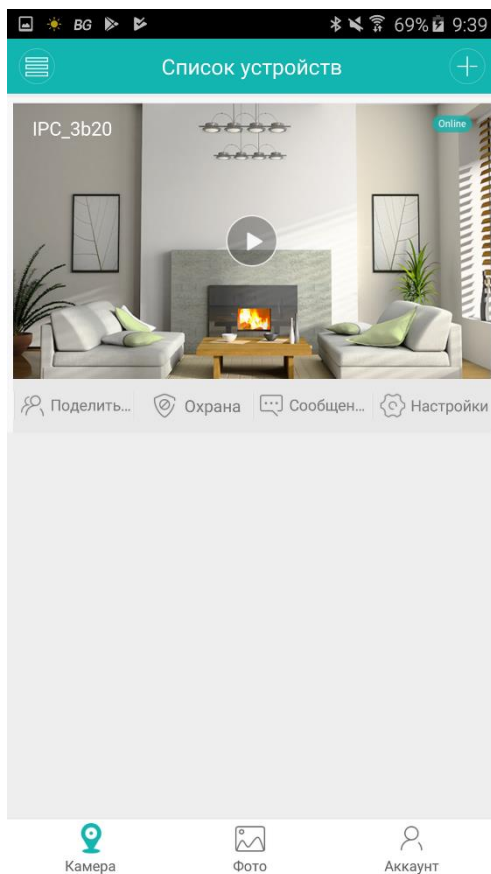 BG 69% 9:39
Список устройств
IPC_3b20 Online
Поделить... Охрана Сообщен... Настройки
Камера Фото Аккаунт